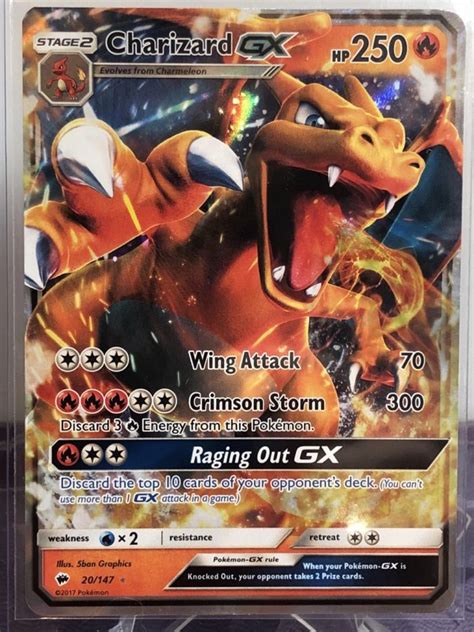 STAGE2 Charizard GX HP250
Evolves from Charmeleon
Wing Attack 70
Crimson Storm 300
Discard 3 Energy from this Pokémon.
Raging Out GX
Discard the top 10 cards of your opponent's deck. (You can't
use more than 1 GX attack in a game.)
weakness ×2 resistance retreat
Illus. 5ban Graphics
Pokémon-GX rule
When your Pokémon-GX is
Knocked Out, your opponent takes 2 Prize cards.
20/147
©2017 Pokémon